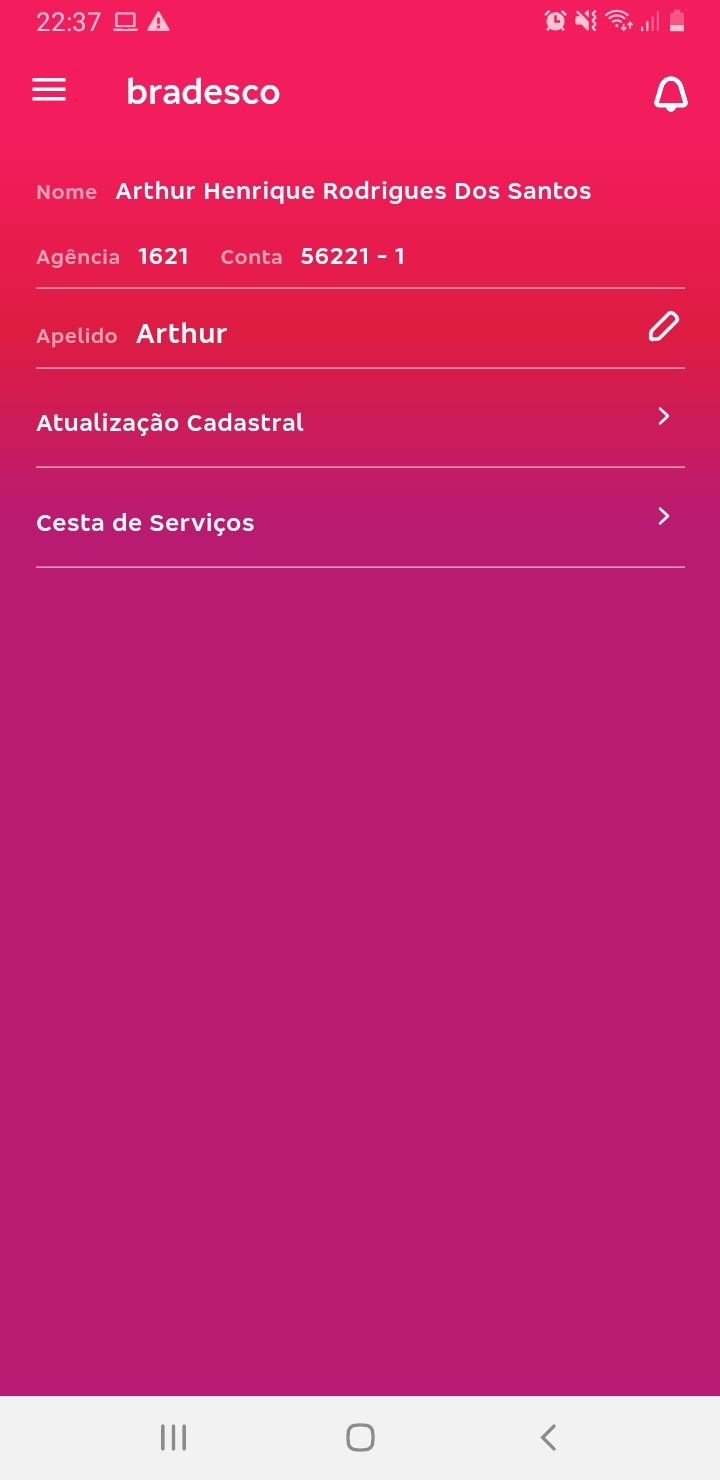 22:37
bradesco
Nome Arthur Henrique Rodrigues Dos Santos
Agência 1621 Conta 56221 - 1
Apelido Arthur
Atualização Cadastral
Cesta de Serviços